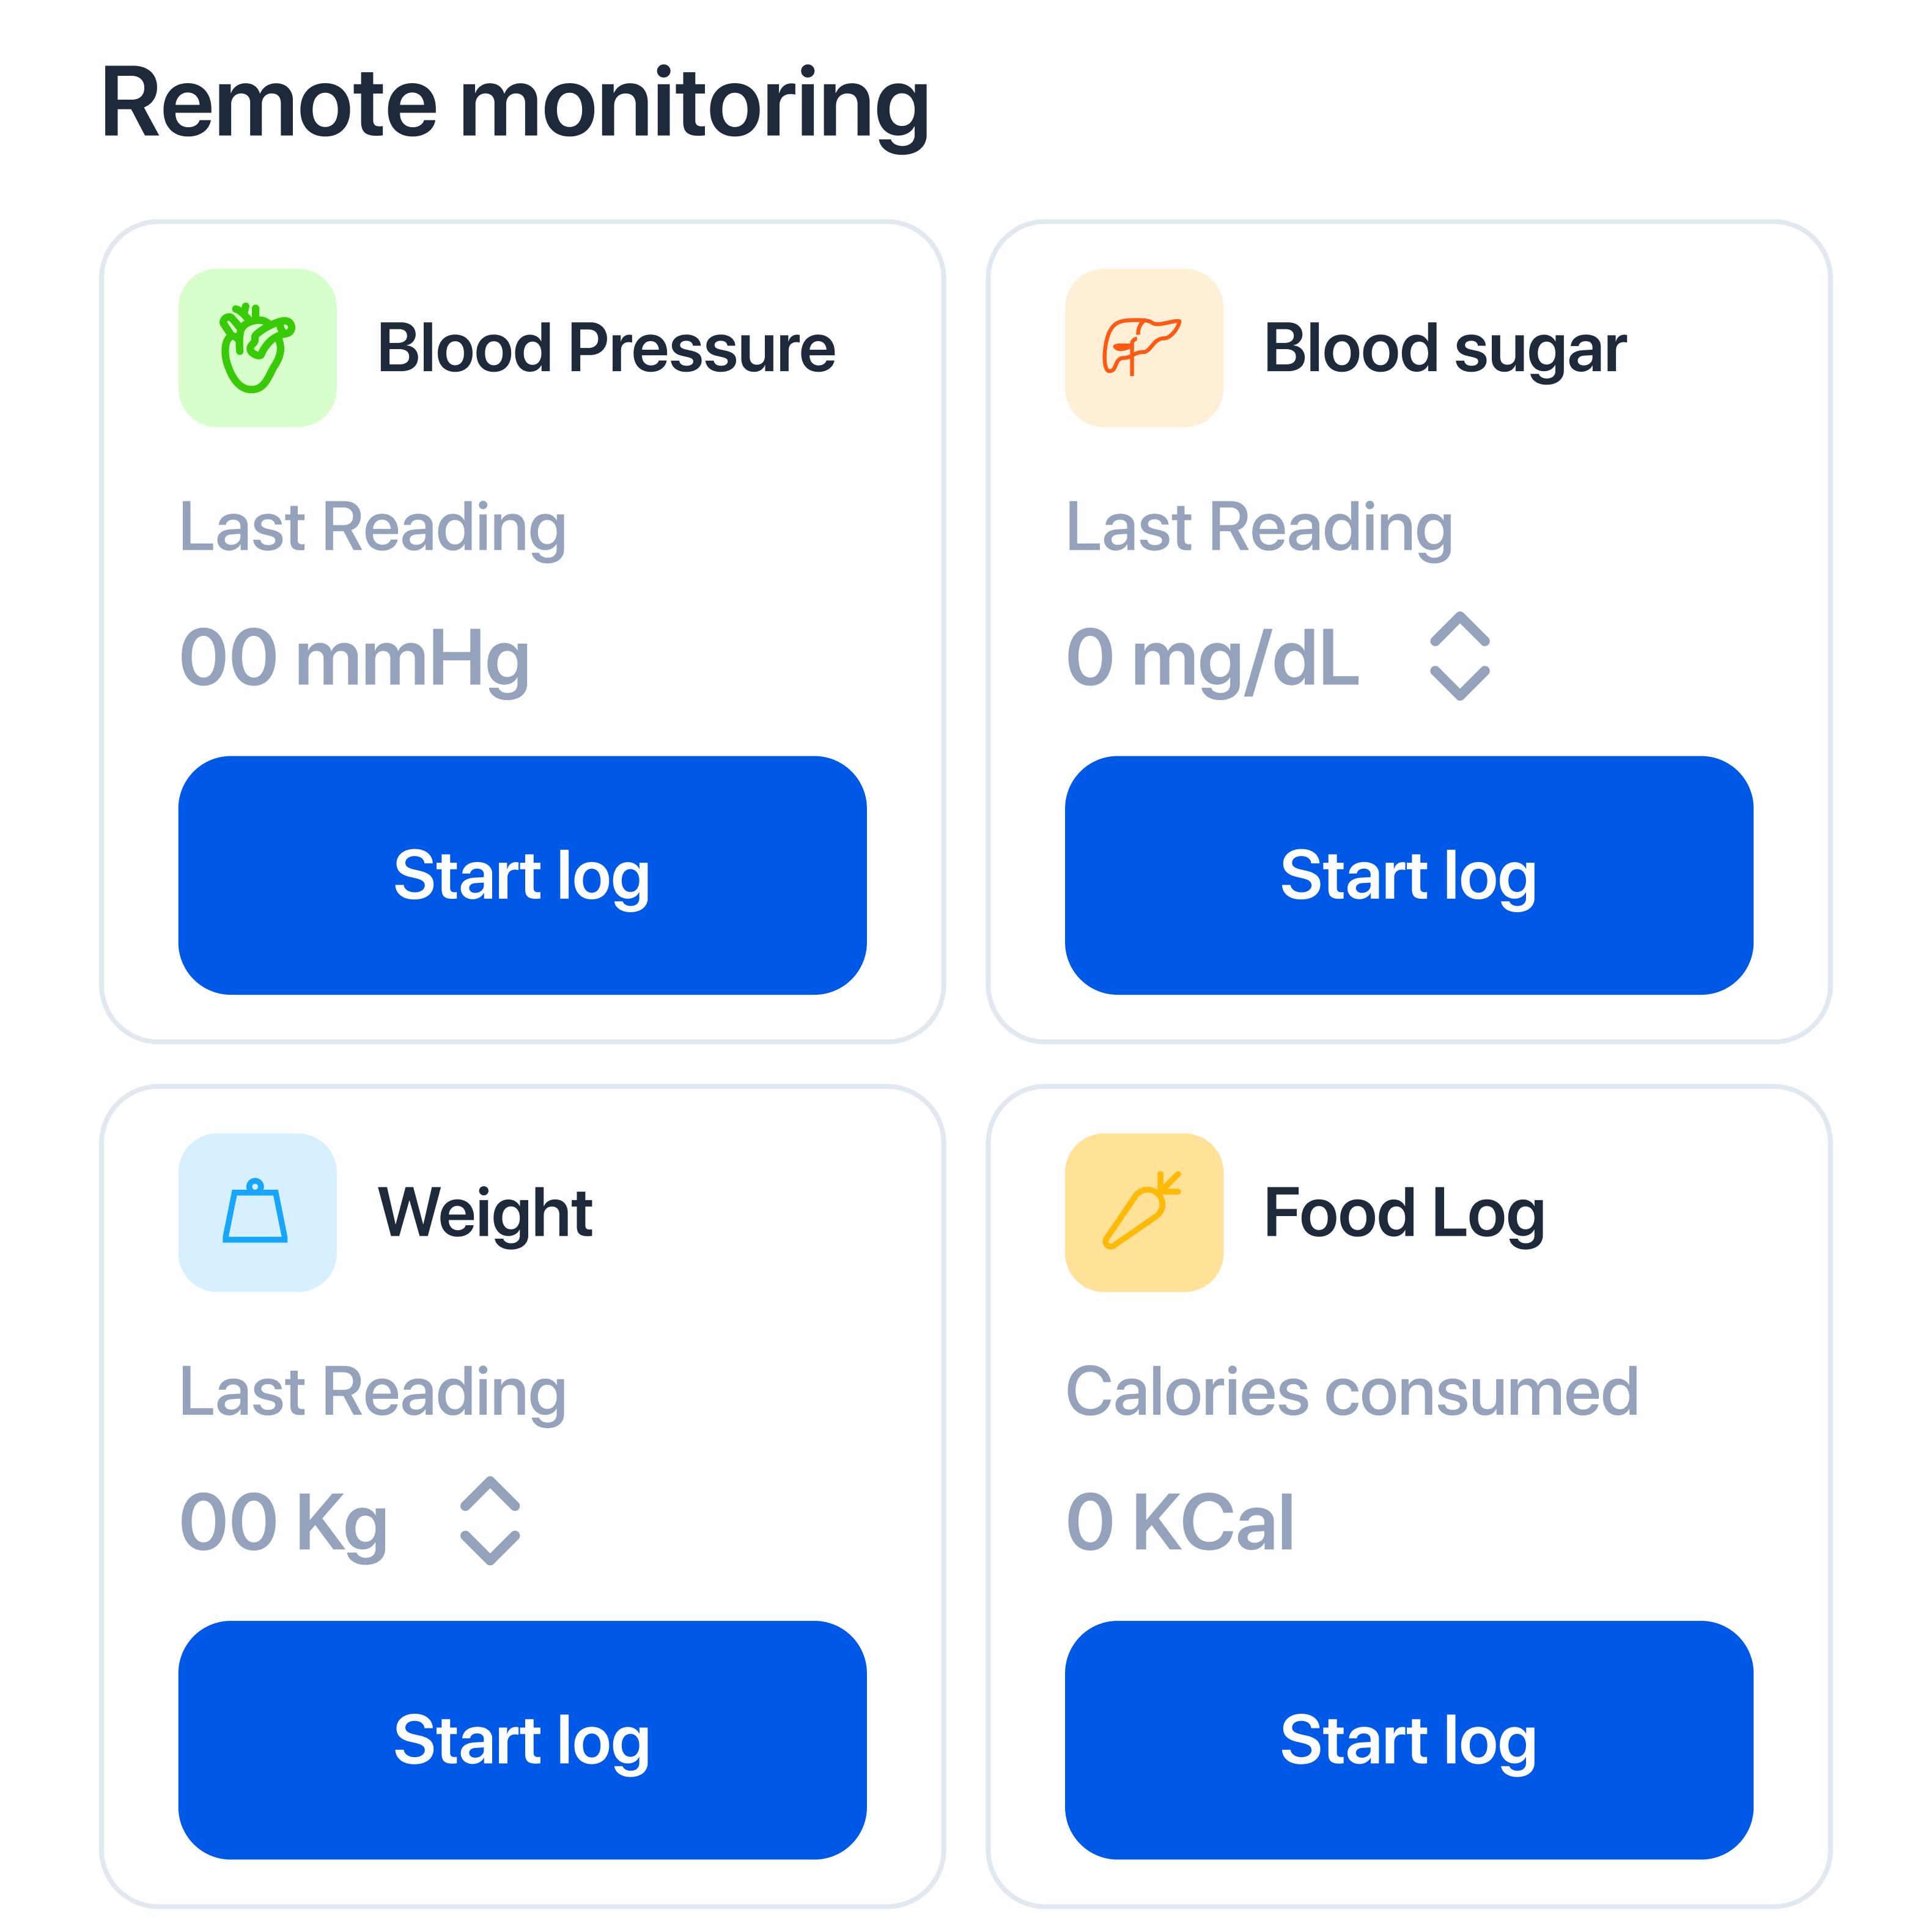 Remote monitoring
Blood Pressure
Last Reading
00 mmHg
Start log
Blood sugar
Last Reading
0 mg/dL
Start log
Weight
Last Reading
00 Kg
Start log
Food Log
Calories consumed
0 KCal
Start log